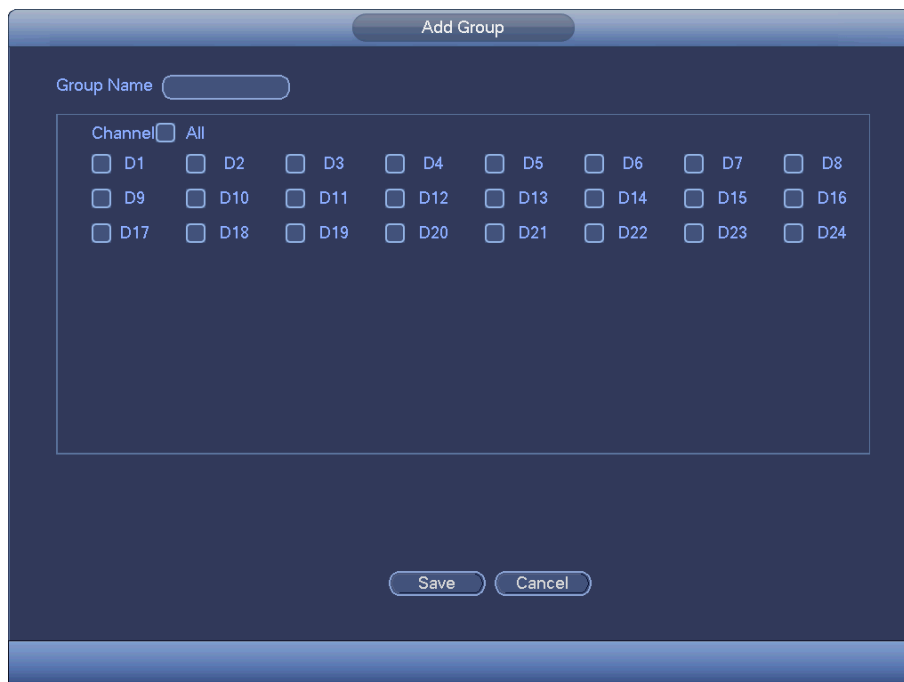 Add Group
Group Name
Channel All
D1 D2 D3 D4 D5 D6 D7 D8
D9 D10 D11 D12 D13 D14 D15 D16
D17 D18 D19 D20 D21 D22 D23 D24
Save Cancel